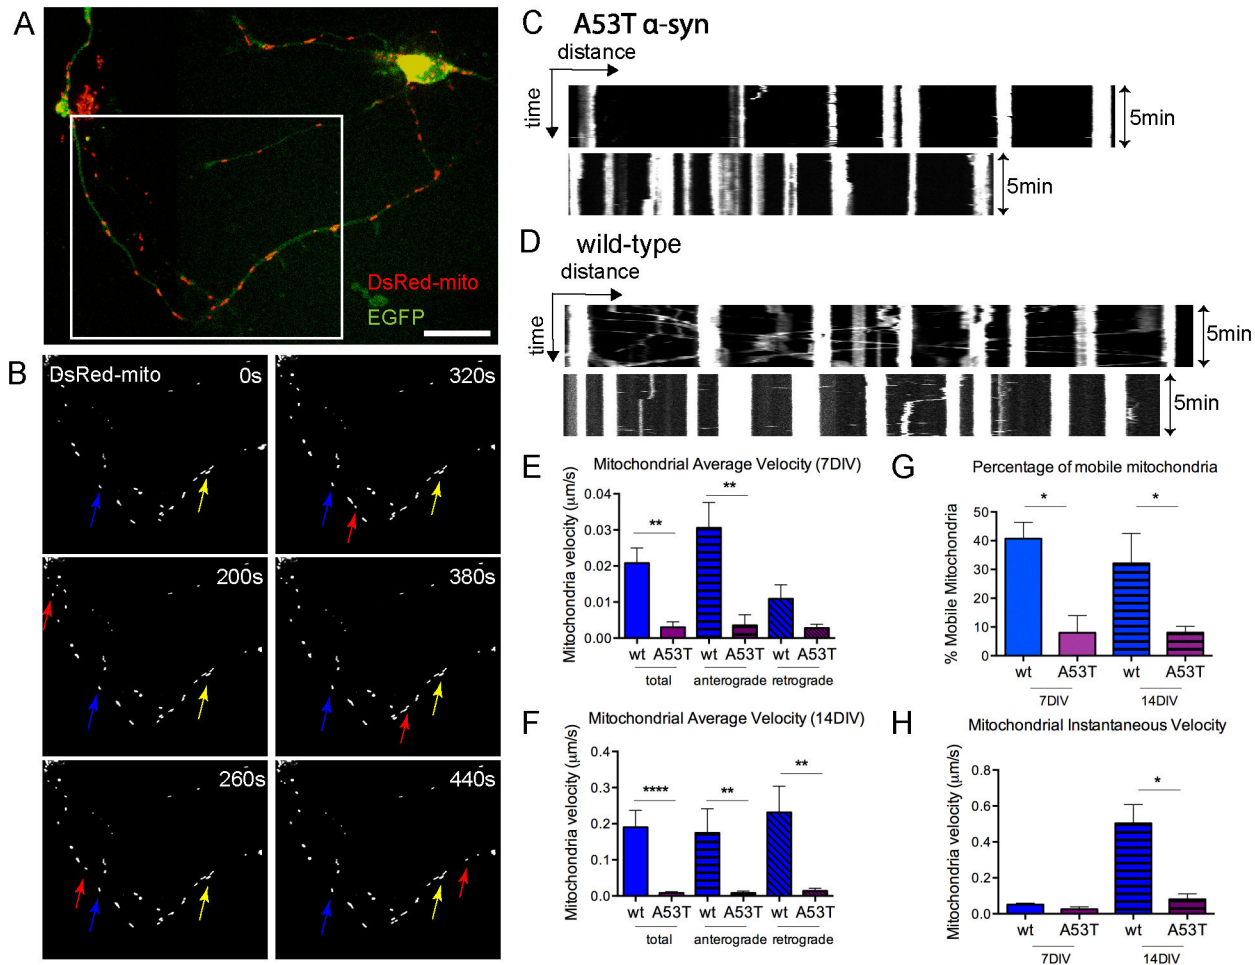 A
DsRed-mito
EGFP
B
DsRed-mito
0s
320s
200s
380s
260s
440s
C
A53T α-syn
distance
time
5min
5min
D
wild-type
distance
time
5min
5min
E
Mitochondrial Average Velocity (7DIV)
Mitochondria velocity (μm/s)
0.04
0.03
0.02
0.01
0.00
**
**
wt A53T wt A53T wt A53T
total anterograde retrograde
F
Mitochondrial Average Velocity (14DIV)
Mitochondria velocity (μm/s)
0.4
0.3
0.2
0.1
0.0
****
**
**
wt A53T wt A53T wt A53T
total anterograde retrograde
G
Percentage of mobile mitochondria
% Mobile Mitochondria
50
40
30
20
10
0
*
*
wt A53T wt A53T
7DIV 14DIV
H
Mitochondrial Instantaneous Velocity
Mitochondria velocity (μm/s)
0.8
0.6
0.4
0.2
0.0
*
wt A53T wt A53T
7DIV 14DIV